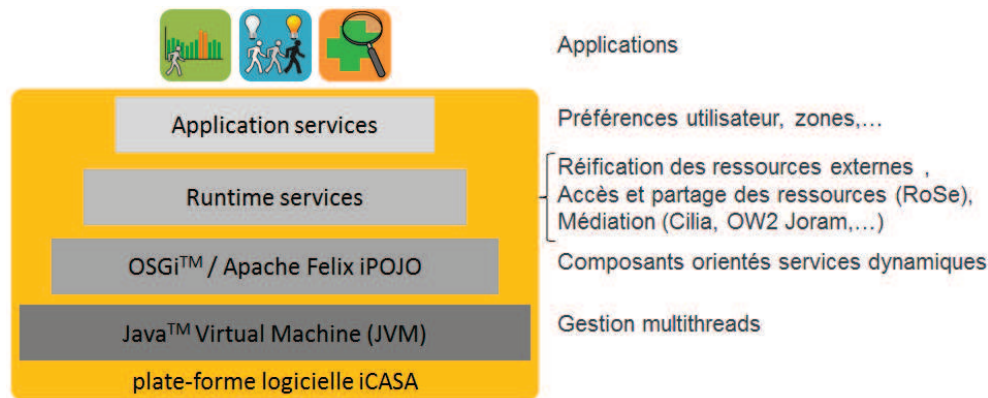 Applications
Application services
Préférences utilisateur, zones,…
Runtime services
Réification des ressources externes ,
Accès et partage des ressources (RoSe),
Médiation (Cilia, OW2 Joram,…)
OSGi™ / Apache Felix iPOJO
Composants orientés services dynamiques
Java™ Virtual Machine (JVM)
Gestion multithreads
plate-forme logicielle iCASA